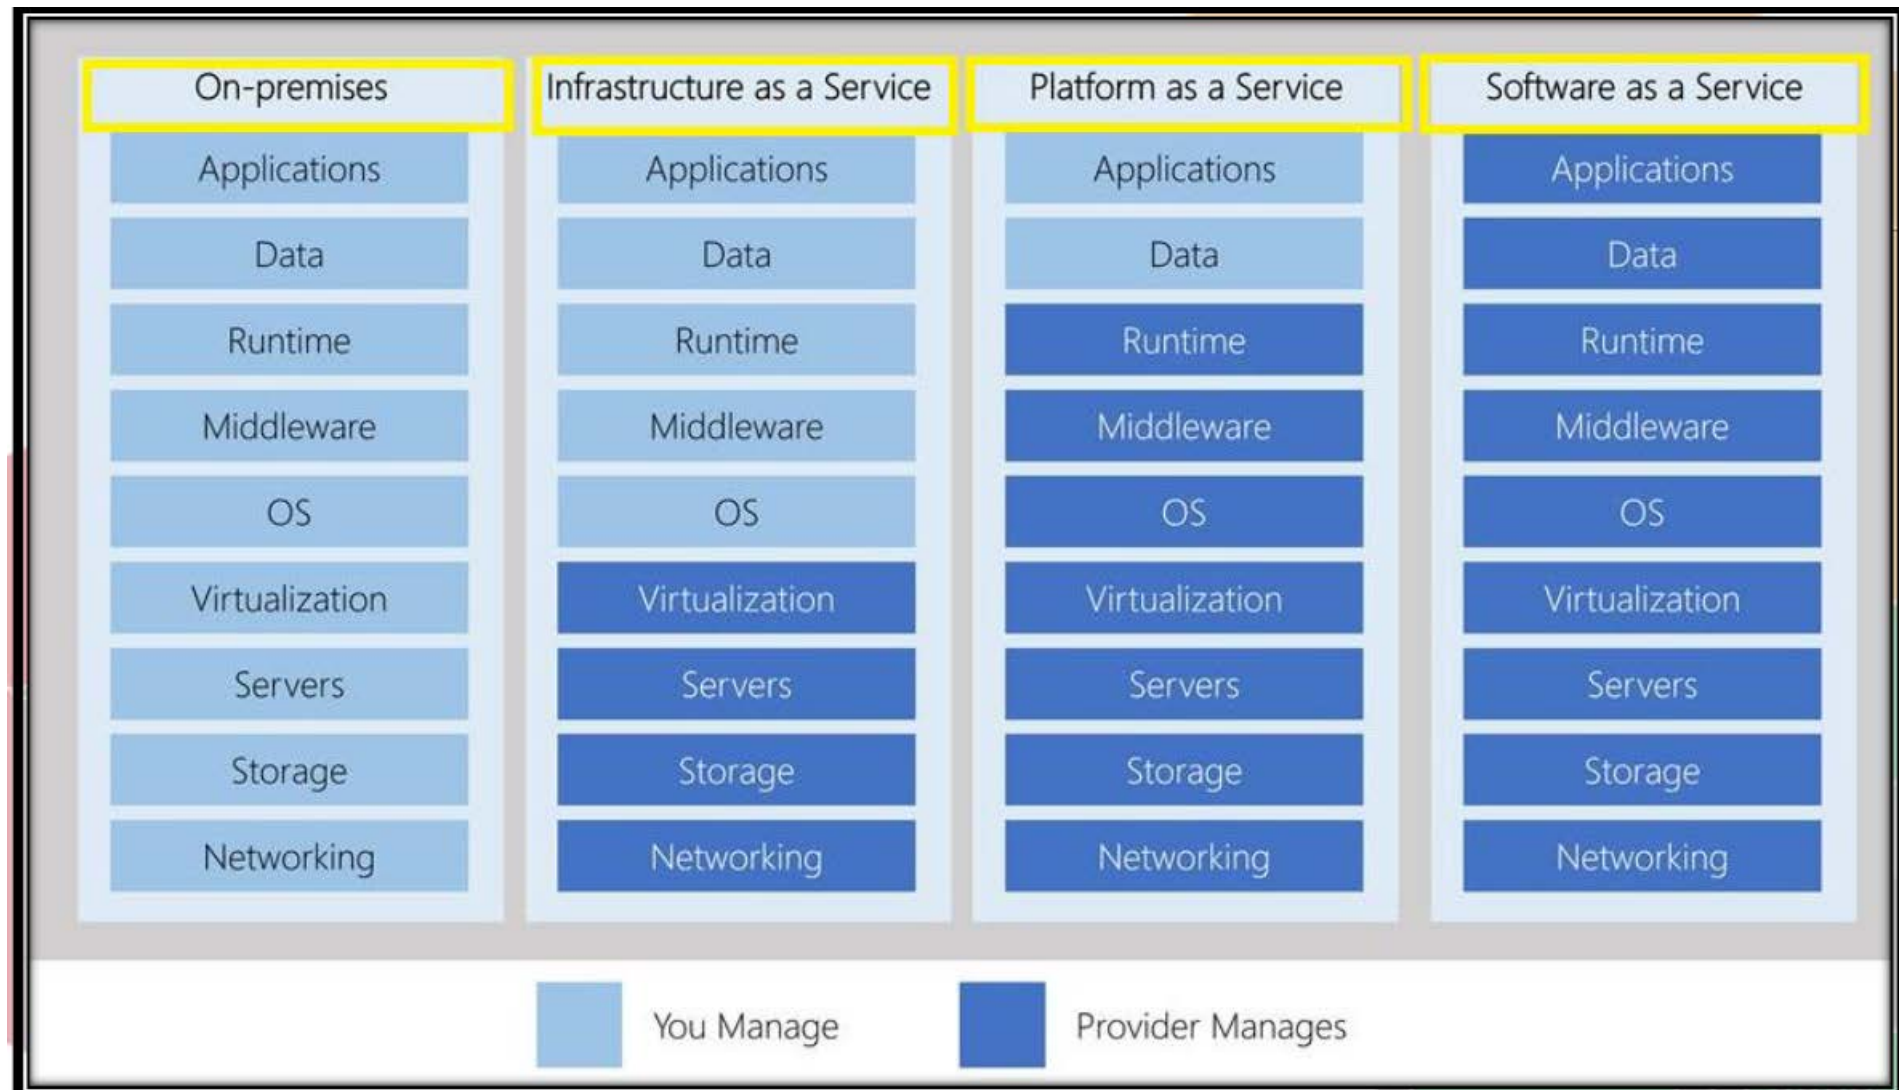 On-premises
Applications
Data
Runtime
Middleware
OS
Virtualization
Servers
Storage
Networking
Infrastructure as a Service
Applications
Data
Runtime
Middleware
OS
Virtualization
Servers
Storage
Networking
Platform as a Service
Applications
Data
Runtime
Middleware
OS
Virtualization
Servers
Storage
Networking
Software as a Service
Applications
Data
Runtime
Middleware
OS
Virtualization
Servers
Storage
Networking
You Manage
Provider Manages